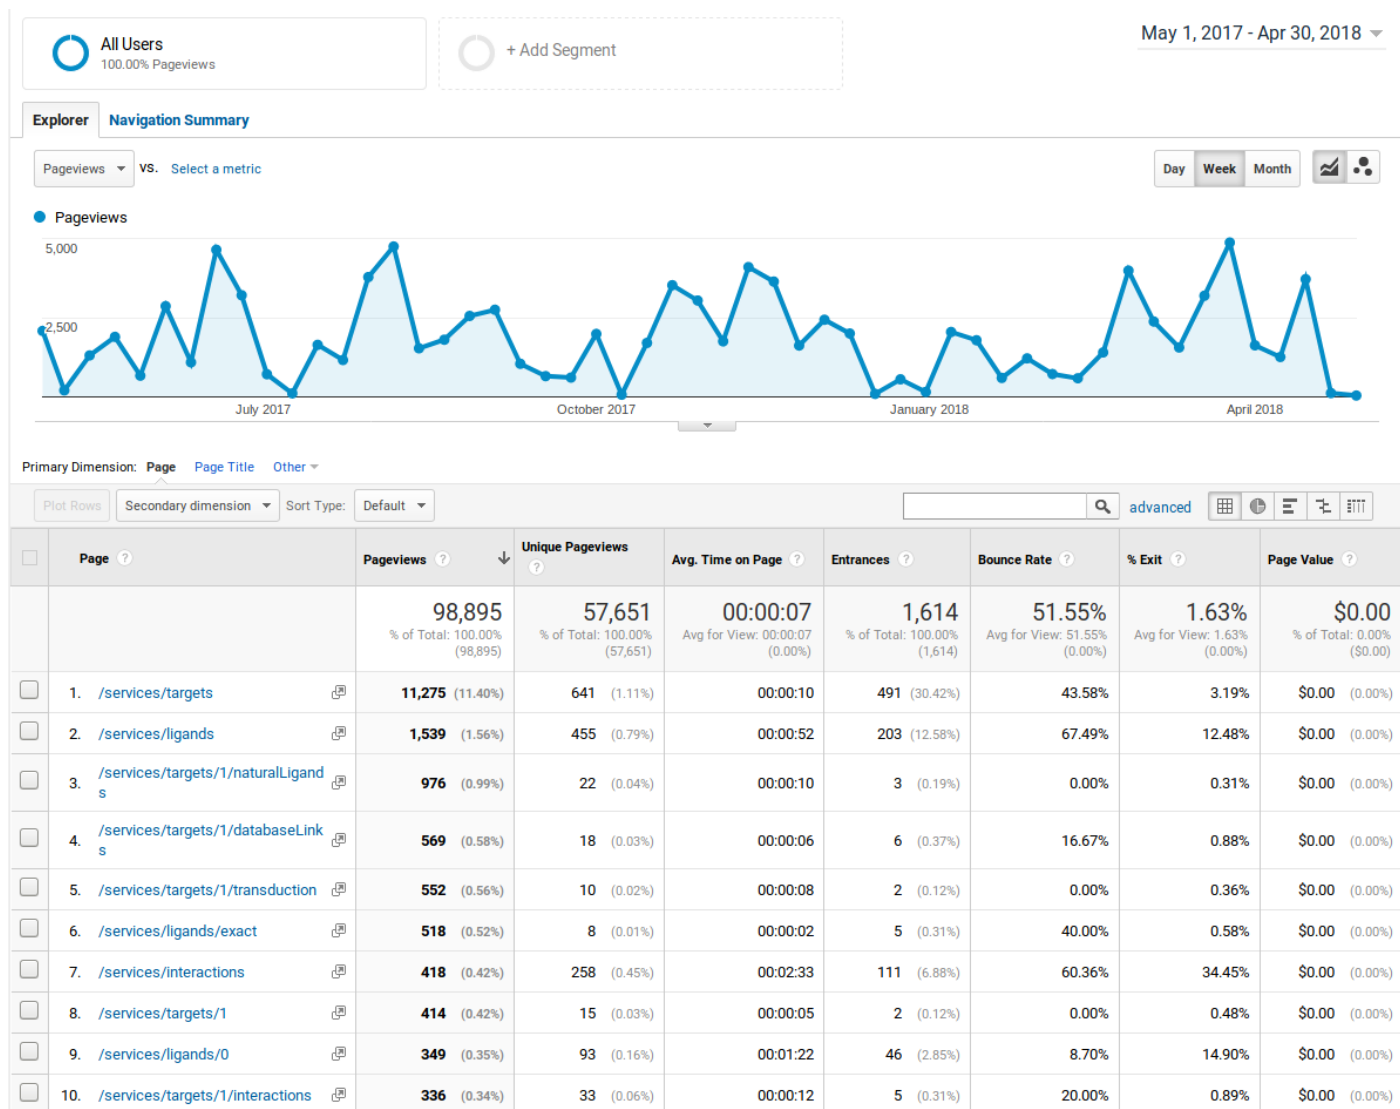 All Users
100.00% Pageviews
+ Add Segment
May 1, 2017 - Apr 30, 2018
Explorer Navigation Summary
Pageviews VS. Select a metric
Day Week Month
Pageviews
5,000
2,500
July 2017 October 2017 January 2018 April 2018
Primary Dimension: Page Page Title Other
Plot Rows Secondary dimension Sort Type: Default advanced
Page ? Pageviews ? Unique Pageviews ? Avg. Time on Page ? Entrances ? Bounce Rate ? % Exit ? Page Value ?
98,895 57,651 00:00:07 1,614 51.55% 1.63% $0.00
% of Total: 100.00% % of Total: 100.00% Avg for View: 00:00:07 % of Total: 100.00% Avg for View: 51.55% Avg for View: 1.63% % of Total: 0.00%
(98,895) (57,651) (0.00%) (1,614) (0.00%) (0.00%) ($0.00)
1. /services/targets 11,275 (11.40%) 641 (1.11%) 00:00:10 491 (30.42%) 43.58% 3.19% $0.00 (0.00%)
2. /services/ligands 1,539 (1.56%) 455 (0.79%) 00:00:52 203 (12.58%) 67.49% 12.48% $0.00 (0.00%)
3. /services/targets/1/naturalLigand
s 976 (0.99%) 22 (0.04%) 00:00:10 3 (0.19%) 0.00% 0.31% $0.00 (0.00%)
4. /services/targets/1/databaseLink
s 569 (0.58%) 18 (0.03%) 00:00:06 6 (0.37%) 16.67% 0.88% $0.00 (0.00%)
5. /services/targets/1/transduction 552 (0.56%) 10 (0.02%) 00:00:08 2 (0.12%) 0.00% 0.36% $0.00 (0.00%)
6. /services/ligands/exact 518 (0.52%) 8 (0.01%) 00:00:02 5 (0.31%) 40.00% 0.58% $0.00 (0.00%)
7. /services/interactions 418 (0.42%) 258 (0.45%) 00:02:33 111 (6.88%) 60.36% 34.45% $0.00 (0.00%)
8. /services/targets/1 414 (0.42%) 15 (0.03%) 00:00:05 2 (0.12%) 0.00% 0.48% $0.00 (0.00%)
9. /services/ligands/0 349 (0.35%) 93 (0.16%) 00:01:22 46 (2.85%) 8.70% 14.90% $0.00 (0.00%)
10. /services/targets/1/interactions 336 (0.34%) 33 (0.06%) 00:00:12 5 (0.31%) 20.00% 0.89% $0.00 (0.00%)